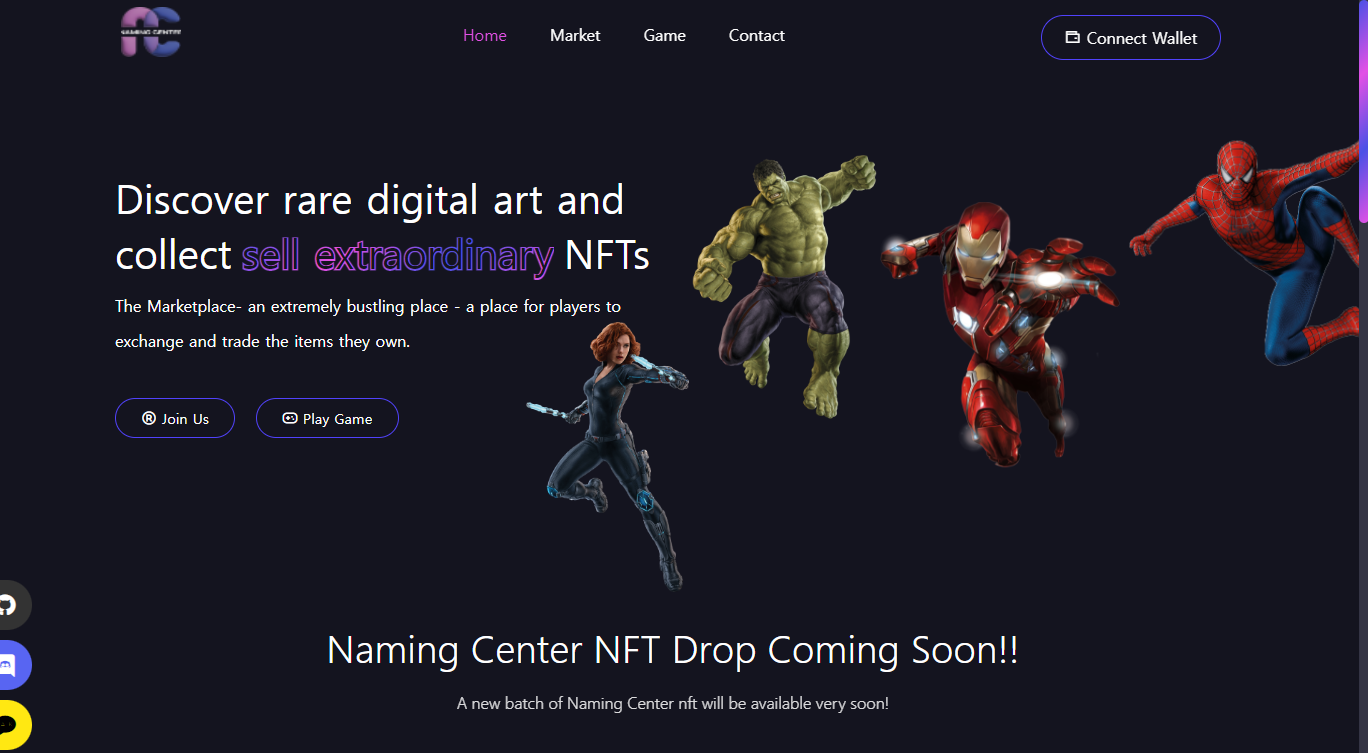 NAMING CENTER
Home
Market
Game
Contact
Connect Wallet
Discover rare digital art and
collect sell extraordinary NFTs
The Marketplace- an extremely bustling place - a place for players to
exchange and trade the items they own.
Join Us
Play Game
Naming Center NFT Drop Coming Soon!!
A new batch of Naming Center nft will be available very soon!